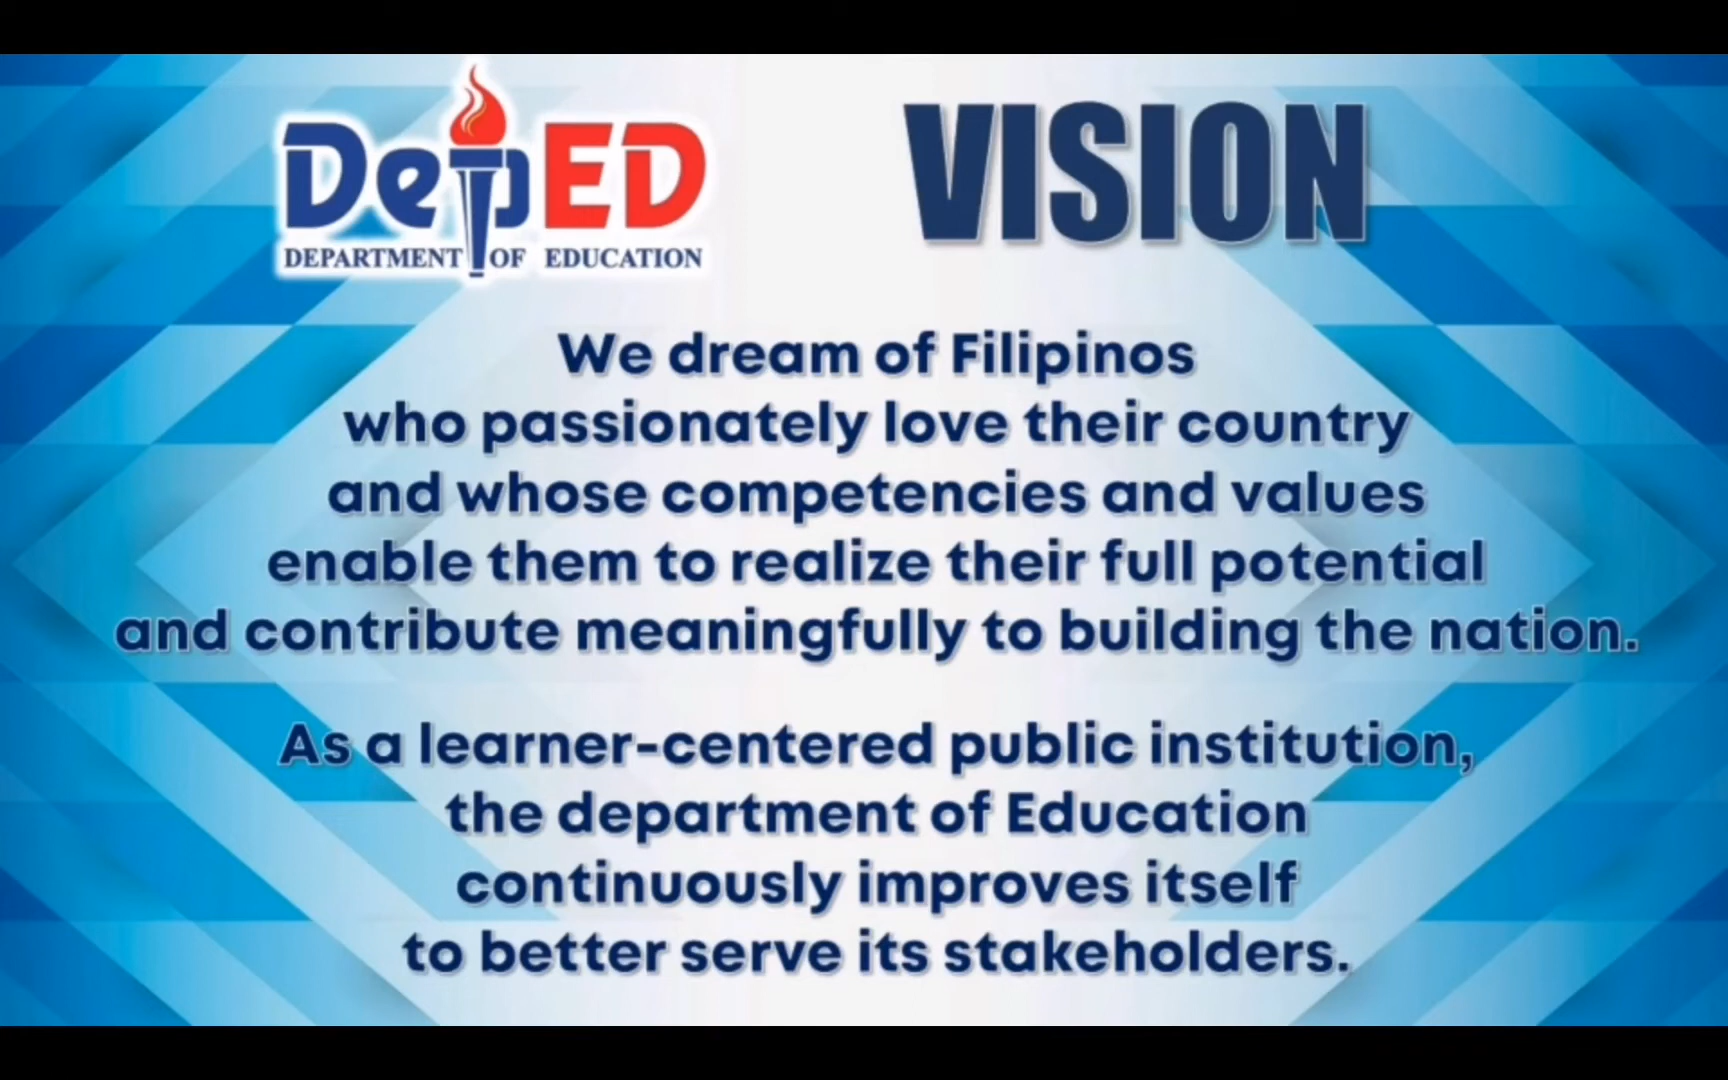 DepED
DEPARTMENT OF EDUCATION
VISION
We dream of Filipinos
who passionately love their country
and whose competencies and values
enable them to realize their full potential
and contribute meaningfully to building the nation.
As a learner-centered public institution,
the department of Education
continuously improves itself
to better serve its stakeholders.